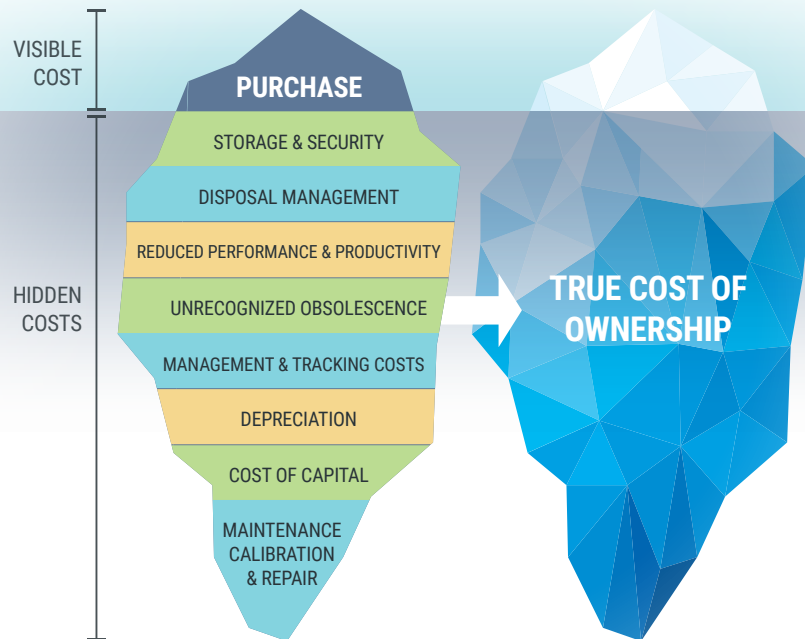 VISIBLE
COST
PURCHASE
STORAGE & SECURITY
DISPOSAL MANAGEMENT
REDUCED PERFORMANCE & PRODUCTIVITY
HIDDEN
COSTS
UNRECOGNIZED OBSOLESCENCE
MANAGEMENT & TRACKING COSTS
DEPRECIATION
COST OF CAPITAL
MAINTENANCE
CALIBRATION
& REPAIR
TRUE COST OF
OWNERSHIP